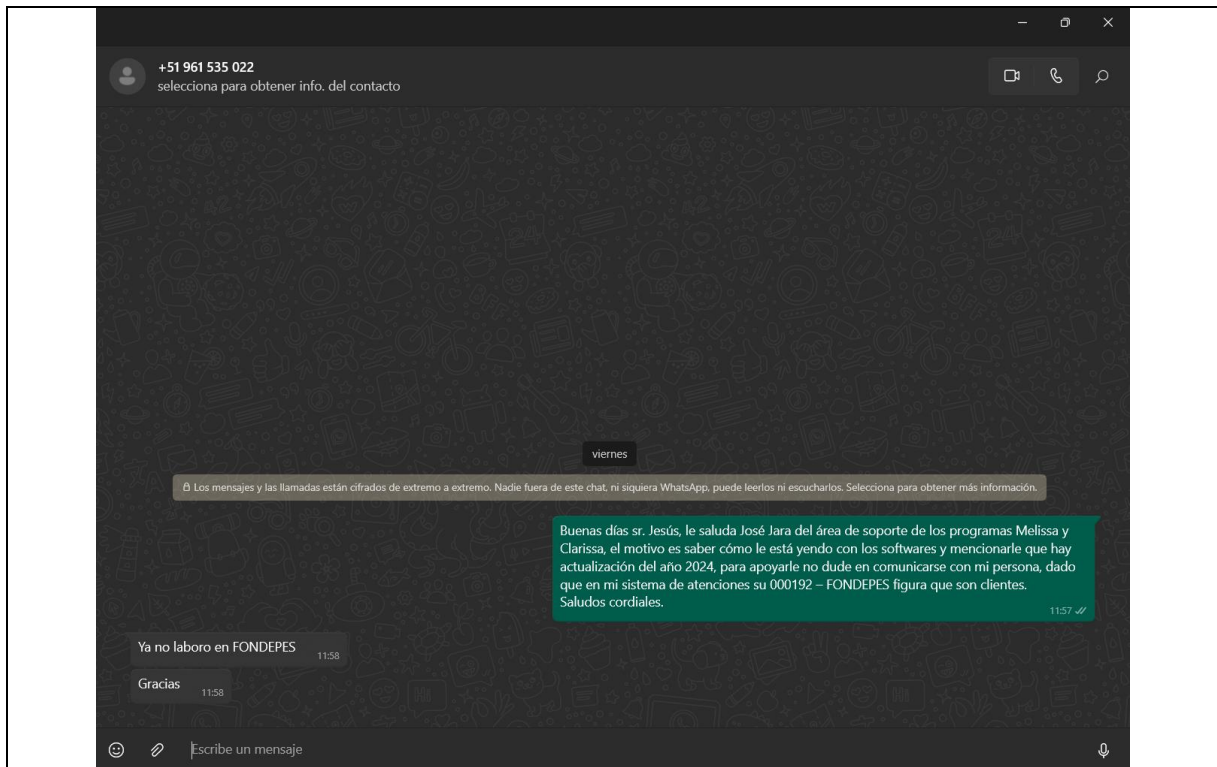 +51 961 535 022
selecciona para obtener info. del contacto
viernes
Los mensajes y las llamadas están cifrados de extremo a extremo. Nadie fuera de este chat, ni siquiera WhatsApp, puede leerlos ni escucharlos. Selecciona para obtener más información.
Buenas días sr. Jesús, le saluda José Jara del área de soporte de los programas Melissa y
Clarissa, el motivo es saber cómo le está yendo con los softwares y mencionarle que hay
actualización del año 2024, para apoyarle no dude en comunicarse con mi persona, dado
que en mi sistema de atenciones su 000192 – FONDEPES figura que son clientes.
Saludos cordiales.
11:57
Ya no laboro en FONDEPES
11:58
Gracias
11:58
Escribe un mensaje